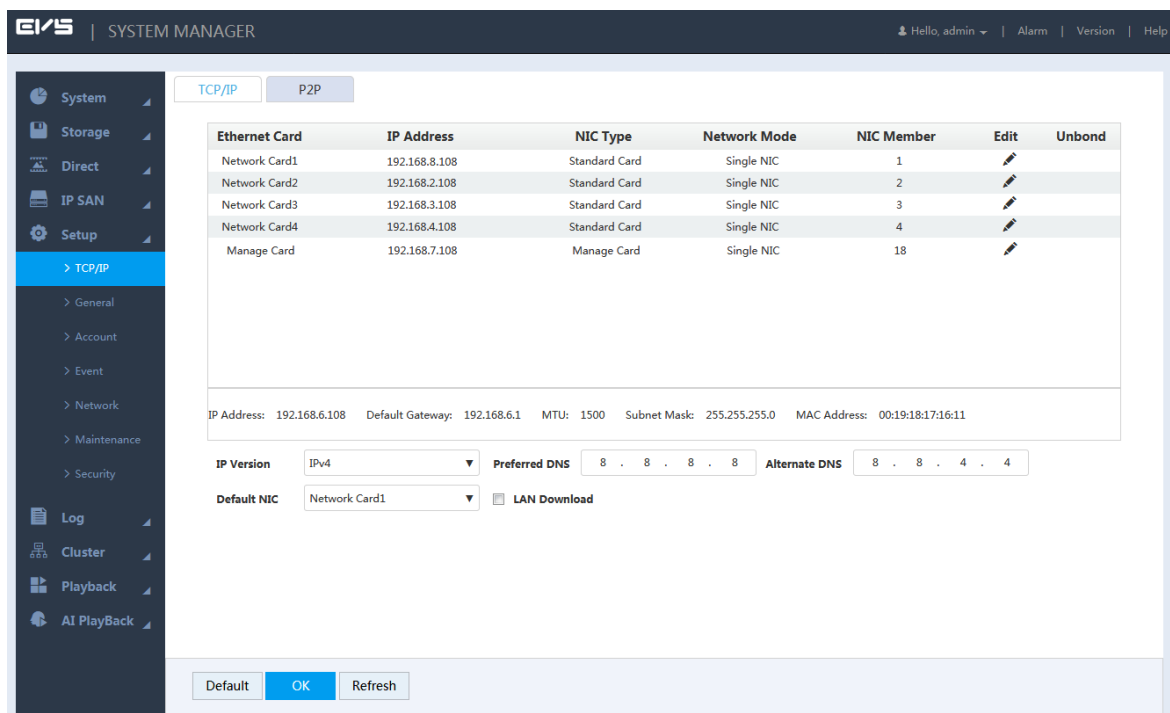 EVS | SYSTEM MANAGER Hello, admin | Alarm | Version | Help
System
Storage
Direct
IP SAN
Setup
> TCP/IP
> General
> Account
> Event
> Network
> Maintenance
> Security
Log
Cluster
Playback
AI PlayBack
TCP/IP P2P
Ethernet Card IP Address NIC Type Network Mode NIC Member Edit Unbond
Network Card1 192.168.8.108 Standard Card Single NIC 1
Network Card2 192.168.2.108 Standard Card Single NIC 2
Network Card3 192.168.3.108 Standard Card Single NIC 3
Network Card4 192.168.4.108 Standard Card Single NIC 4
Manage Card 192.168.7.108 Manage Card Single NIC 18
IP Address: 192.168.6.108 Default Gateway: 192.168.6.1 MTU: 1500 Subnet Mask: 255.255.255.0 MAC Address: 00:19:18:17:16:11
IP Version IPv4 Preferred DNS 8 . 8 . 8 . 8 Alternate DNS 8 . 8 . 4 . 4
Default NIC Network Card1 LAN Download
Default OK Refresh